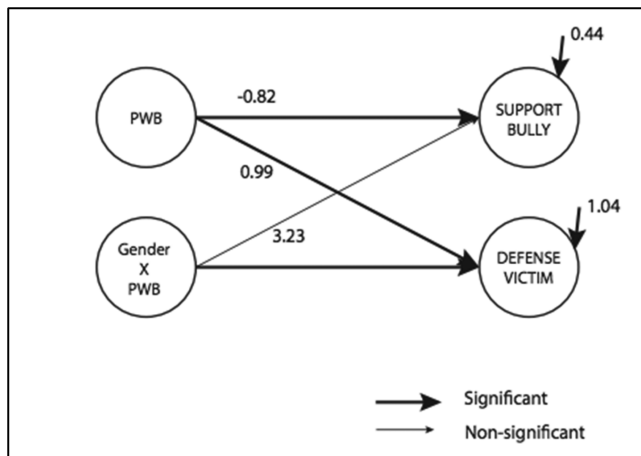 0.44
-0.82
PWB
SUPPORT
BULLY
0.99
1.04
3.23
Gender
X
PWB
DEFENSE
VICTIM
Significant
Non-significant